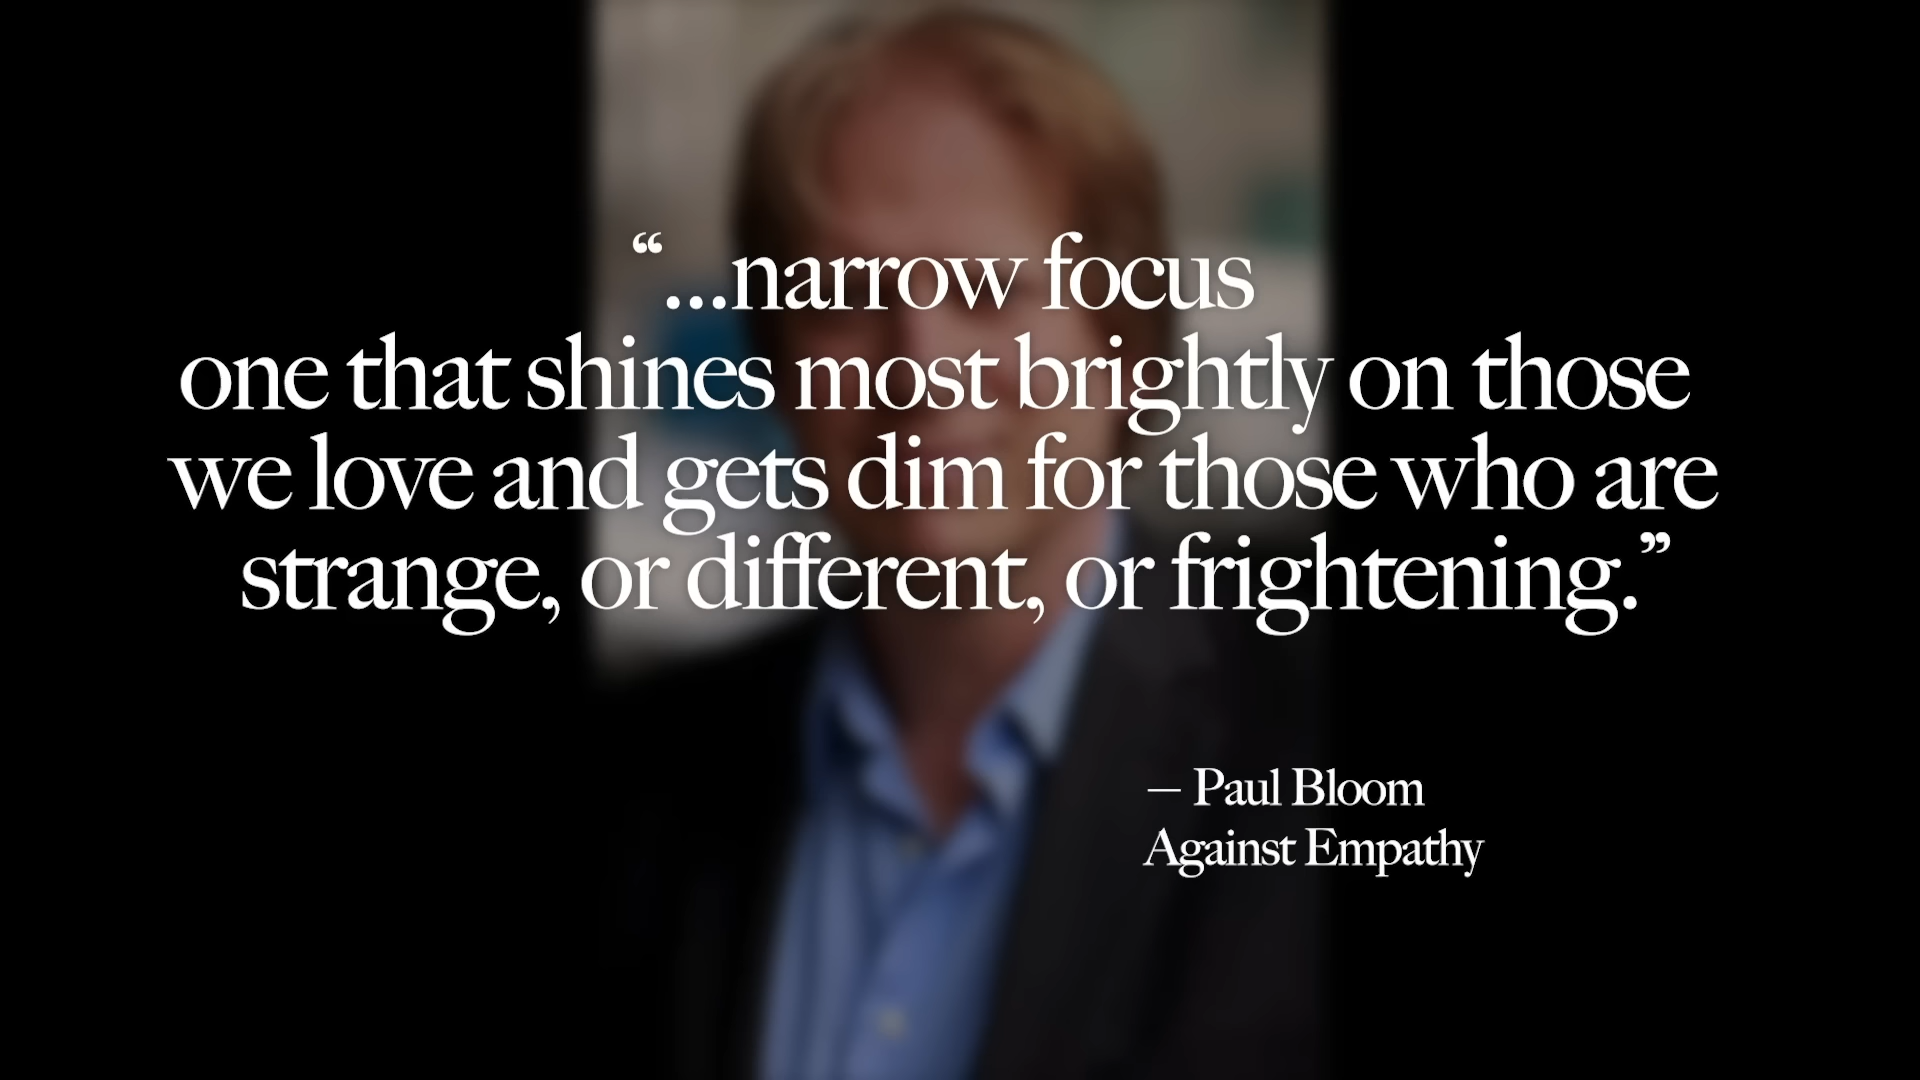 “...narrow focus
one that shines most brightly on those
we love and gets dim for those who are
strange, or different, or frightening.”
– Paul Bloom
Against Empathy